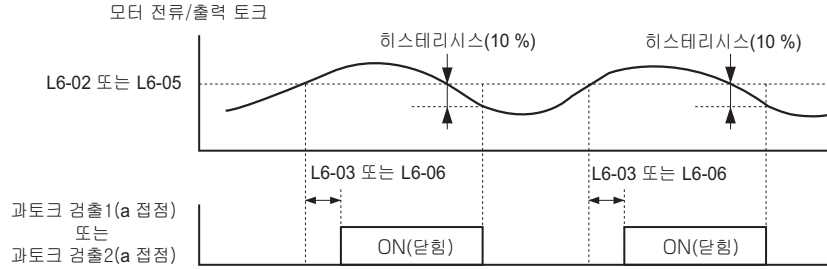 모터 전류/출력 토크
히스테리시스(10 %)
히스테리시스(10 %)
L6-02 또는 L6-05
L6-03 또는 L6-06
L6-03 또는 L6-06
과토크 검출1(a 접점)
또는
과토크 검출2(a 접점)
ON(닫힘)
ON(닫힘)